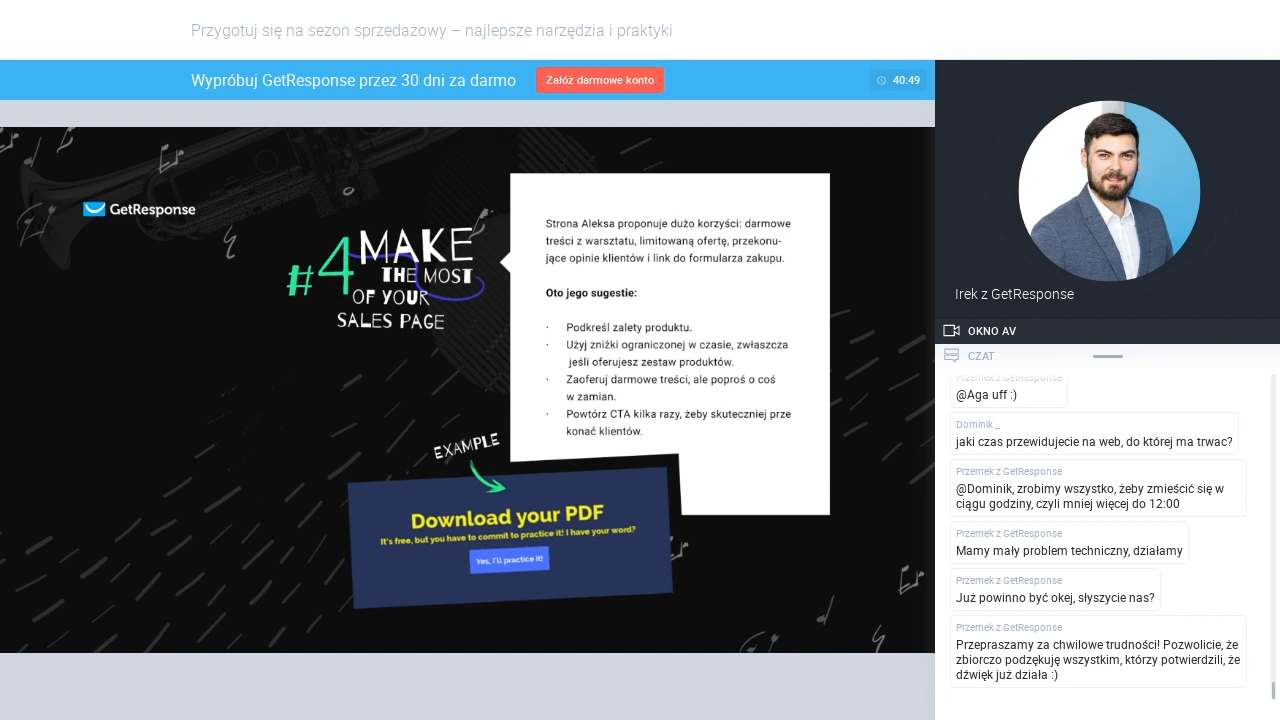 Przygotuj się na sezon sprzedażowy – najlepsze narzędzia i praktyki
Wypróbuj GetResponse przez 30 dni za darmo
Załóż darmowe konto
40:49
GetResponse
#4 MAKE
THE MOST
OF YOUR
SALES PAGE
Strona Aleksa proponuje dużo korzyści: darmowe
treści z warsztatu, limitowaną ofertę, przekonu-
jące opinie klientów i link do formularza zakupu.
Oto jego sugestie:
· Podkreśl zalety produktu.
· Użyj zniżki ograniczonej w czasie, zwłaszcza
jeśli oferujesz zestaw produktów.
· Zaoferuj darmowe treści, ale poproś o coś
w zamian.
· Powtórz CTA kilka razy, żeby skuteczniej prze
konać klientów.
EXAMPLE
Download your PDF
It's free, but you have to commit to practice it! I have your word?
Yes, I'll practice it!
Irek z GetResponse
OKNO AV
CZAT
Przemek z GetResponse
@Aga uff :)
Dominik _
jaki czas przewidujecie na web, do której ma trwac?
Przemek z GetResponse
@Dominik, zrobimy wszystko, żeby zmieścić się w
ciągu godziny, czyli mniej więcej do 12:00
Przemek z GetResponse
Mamy mały problem techniczny, działamy
Przemek z GetResponse
Już powinno być okej, słyszycie nas?
Przemek z GetResponse
Przepraszamy za chwilowe trudności! Pozwolicie, że
zbiorczo podzękuję wszystkim, którzy potwierdzili, że
dźwięk już działa :)